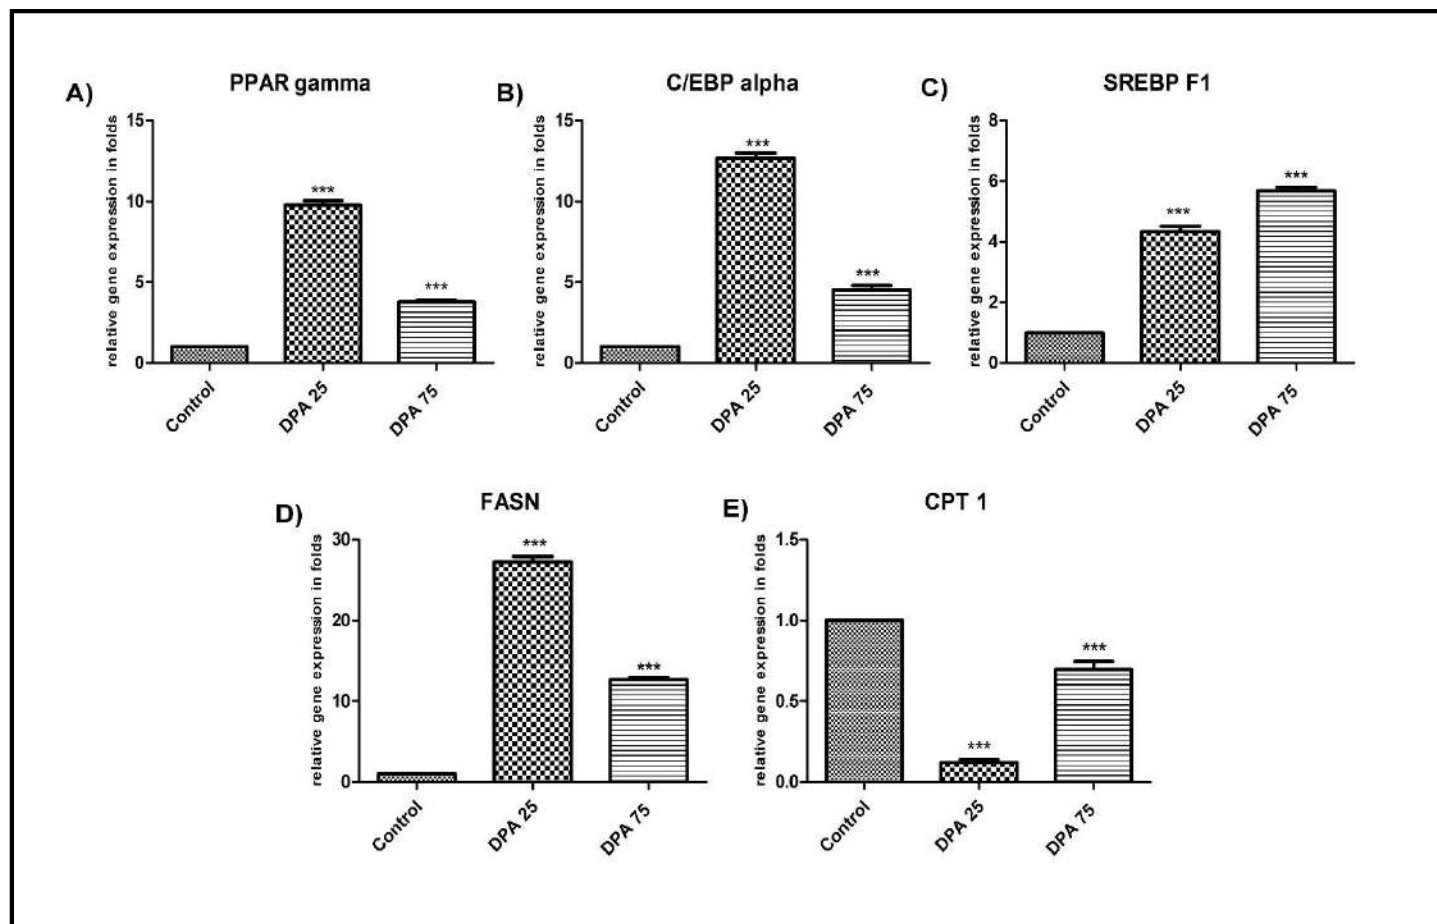 A)
PPAR gamma
relative gene expression in folds
15
10
5
0
***
***
Control
DPA 25
DPA 75
B)
C/EBP alpha
relative gene expression in folds
15
10
5
0
***
***
Control
DPA 25
DPA 75
C)
SREBP F1
relative gene expression in folds
8
6
4
2
0
***
***
Control
DPA 25
DPA 75
D)
FASN
relative gene expression in folds
30
20
10
0
***
***
Control
DPA 25
DPA 75
E)
CPT 1
relative gene expression in folds
1.5
1.0
0.5
0.0
***
***
Control
DPA 25
DPA 75